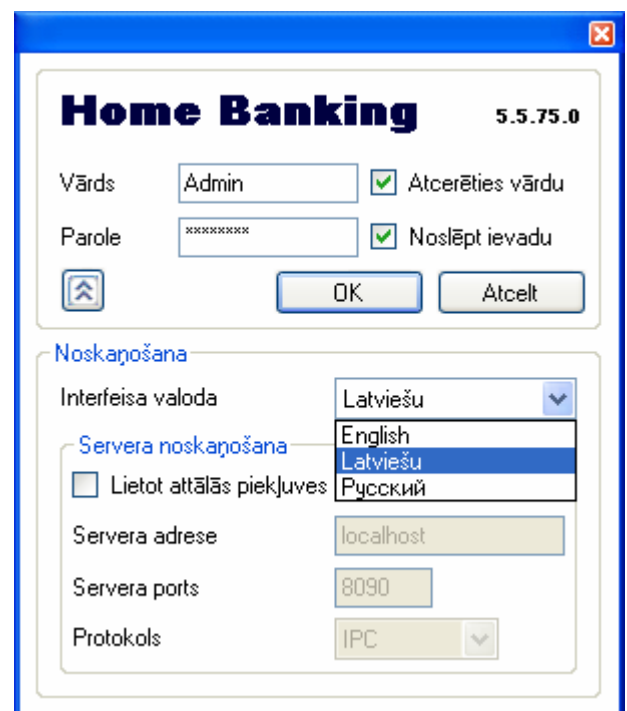 Home Banking 5.5.75.0
Vārds Admin Atcerēties vārdu
Parole ******** Noslēpt ievadu
OK Atcelt
Noskaņošana
Interfeisa valoda Latviešu
English
Latviešu
Русский
Servera noskaņošana
Lietot attālās piekļuves
Servera adrese localhost
Servera ports 8090
Protokols IPC